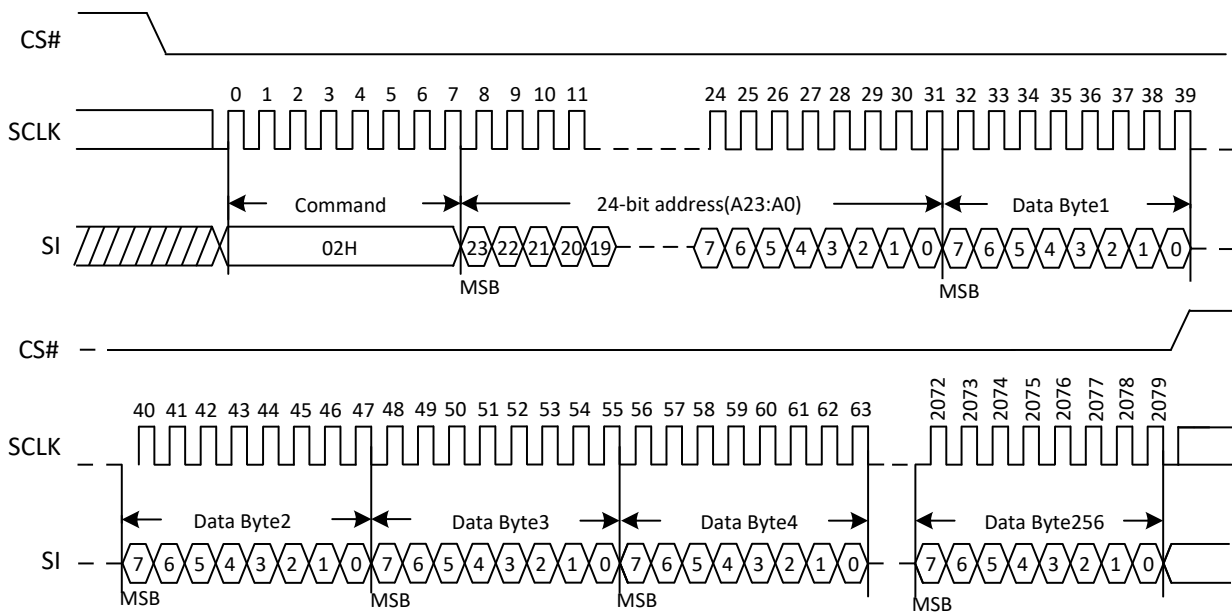 CS#
0 1 2 3 4 5 6 7 8 9 10 11 24 25 26 27 28 29 30 31 32 33 34 35 36 37 38 39
SCLK
Command 24-bit address(A23:A0) Data Byte1
SI 02H 23 22 21 20 19 7 6 5 4 3 2 1 0 7 6 5 4 3 2 1 0
MSB MSB
CS#
40 41 42 43 44 45 46 47 48 49 50 51 52 53 54 55 56 57 58 59 60 61 62 63 2072 2073 2074 2075 2076 2077 2078 2079
SCLK
Data Byte2 Data Byte3 Data Byte4 Data Byte256
SI 7 6 5 4 3 2 1 0 7 6 5 4 3 2 1 0 7 6 5 4 3 2 1 0 7 6 5 4 3 2 1 0
MSB MSB MSB MSB